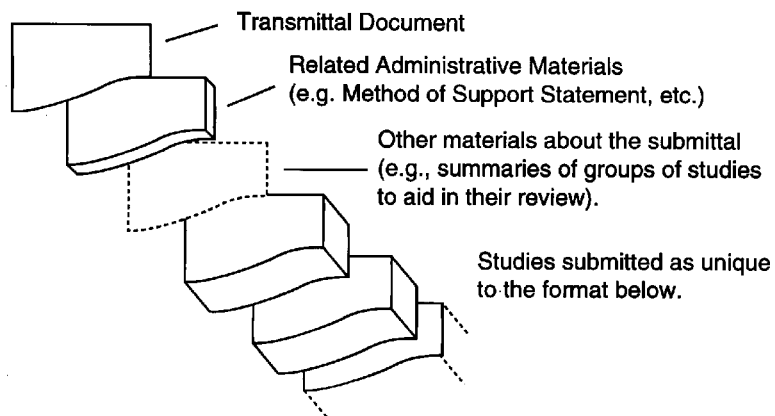 Transmittal Document
Related Administrative Materials
(e.g. Method of Support Statement, etc.)
Other materials about the submittal
(e.g., summaries of groups of studies
to aid in their review).
Studies submitted as unique
to the format below.